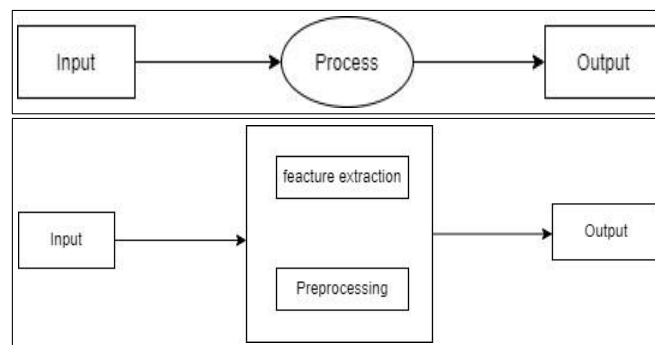 Input
Process
Output
feacture extraction
Input
Output
Preprocessing